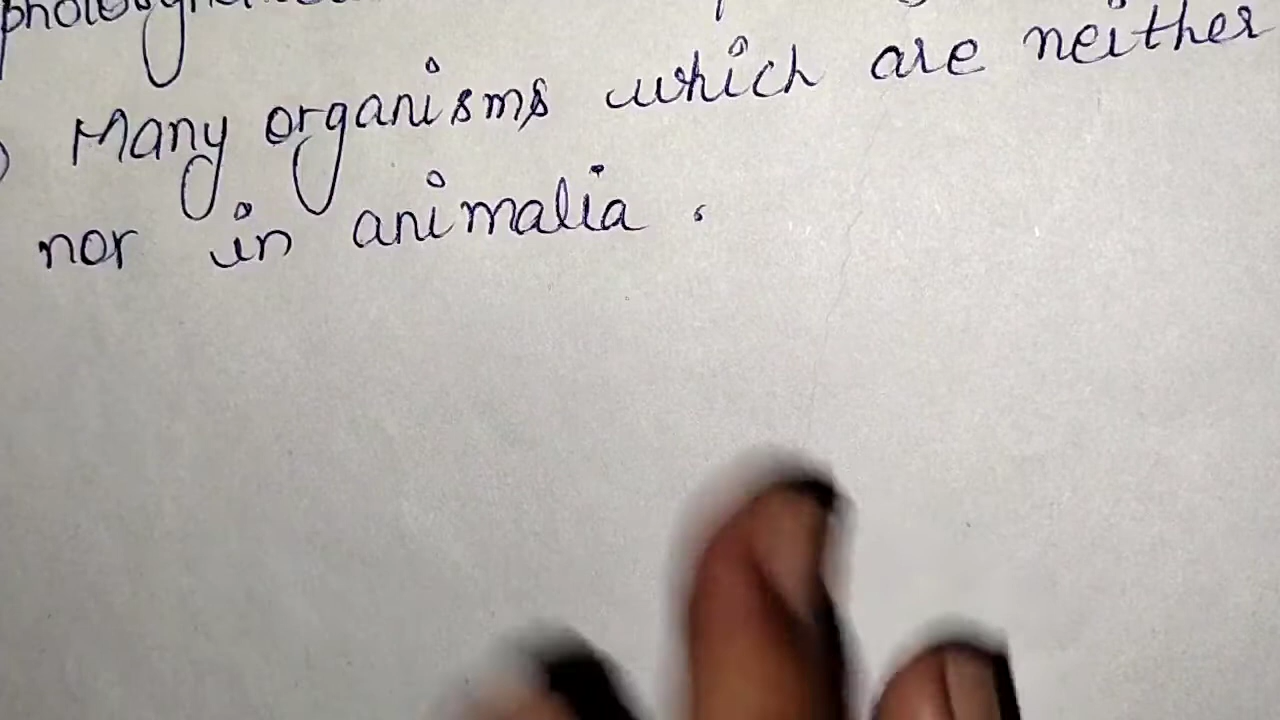 ) Many organisms which are neither
nor in animalia .